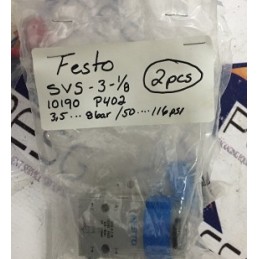 Festo
SVS-3-1/8 2pcs
10190 P402
3,5...8bar/50....116psi